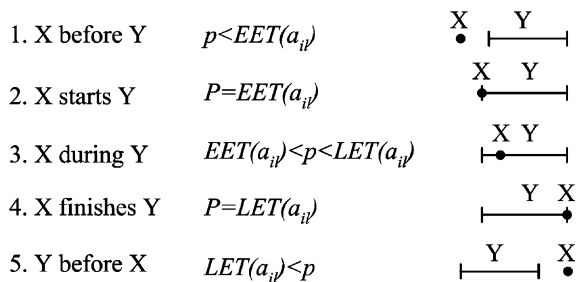 1. X before Y p<EET(a_il) X Y
2. X starts Y P=EET(a_il) X Y
3. X during Y EET(a_il)<p<LET(a_il) X Y
4. X finishes Y P=LET(a_il) Y X
5. Y before X LET(a_il)<p Y X